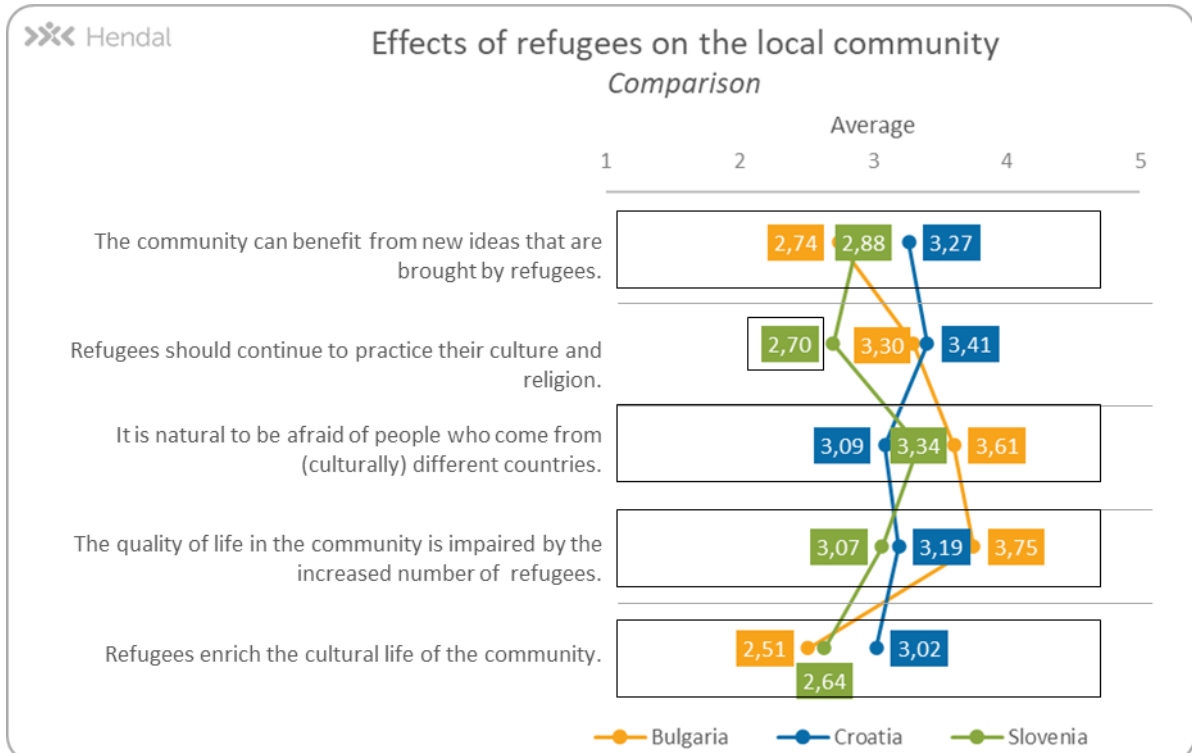 Hendal
Effects of refugees on the local community
Comparison
Average
1 2 3 4 5
The community can benefit from new ideas that are
brought by refugees.
2,74 2,88 3,27
Refugees should continue to practice their culture and
religion.
2,70 3,30 3,41
It is natural to be afraid of people who come from
(culturally) different countries.
3,09 3,34 3,61
The quality of life in the community is impaired by the
increased number of refugees.
3,07 3,19 3,75
Refugees enrich the cultural life of the community.
2,51 3,02
2,64
Bulgaria Croatia Slovenia